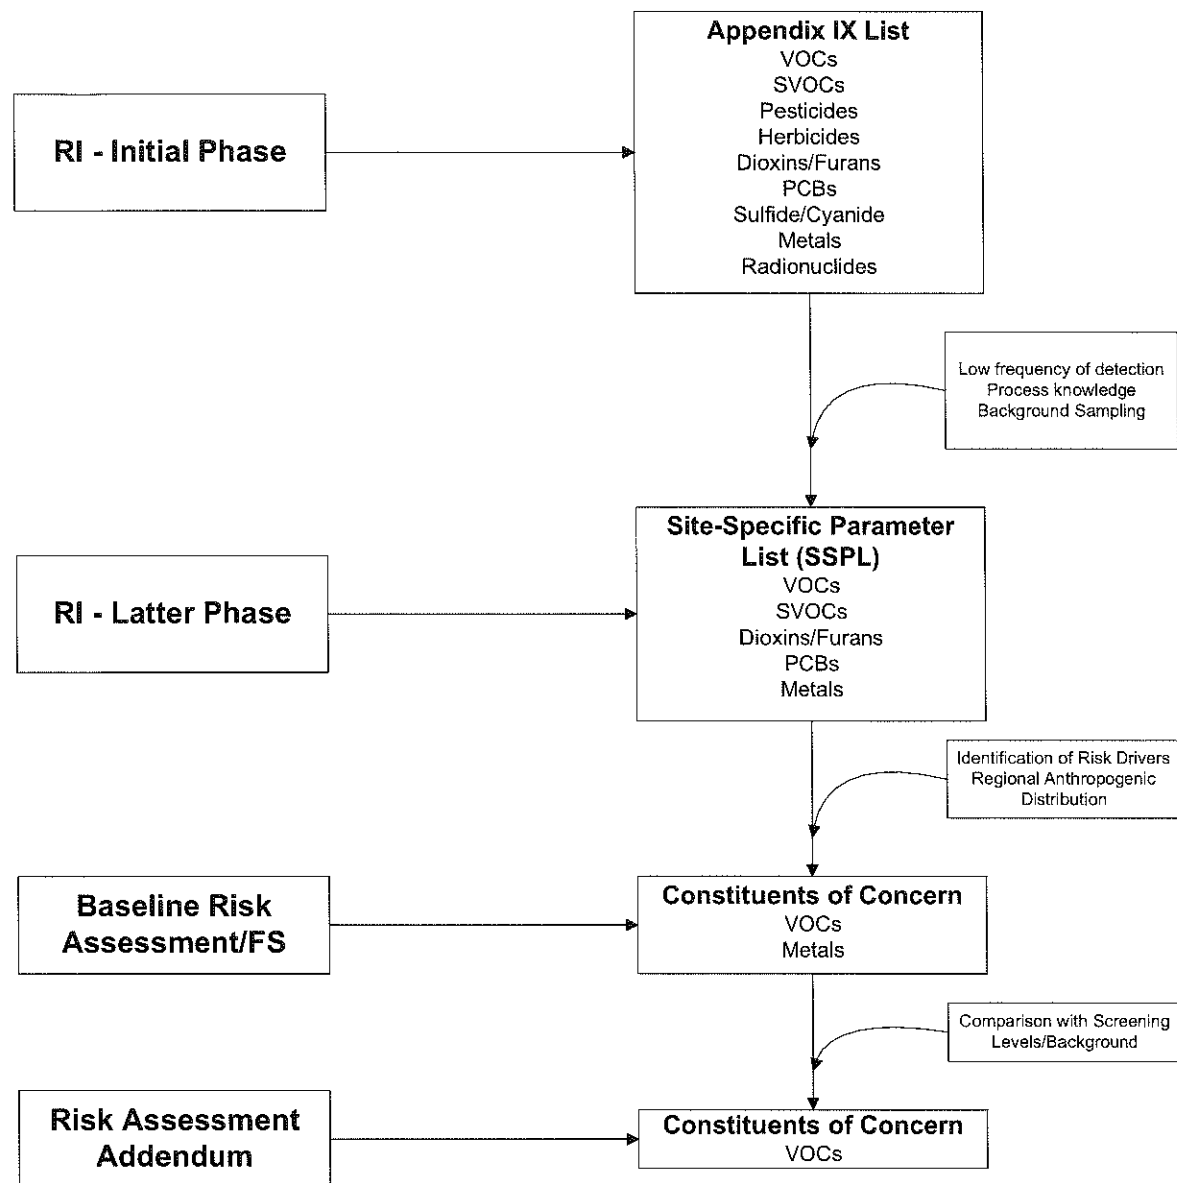 RI - Initial Phase
Appendix IX List
VOCs
SVOCs
Pesticides
Herbicides
Dioxins/Furans
PCBs
Sulfide/Cyanide
Metals
Radionuclides
Low frequency of detection
Process knowledge
Background Sampling
RI - Latter Phase
Site-Specific Parameter
List (SSPL)
VOCs
SVOCs
Dioxins/Furans
PCBs
Metals
Identification of Risk Drivers
Regional Anthropogenic
Distribution
Baseline Risk
Assessment/FS
Constituents of Concern
VOCs
Metals
Comparison with Screening
Levels/Background
Risk Assessment
Addendum
Constituents of Concern
VOCs